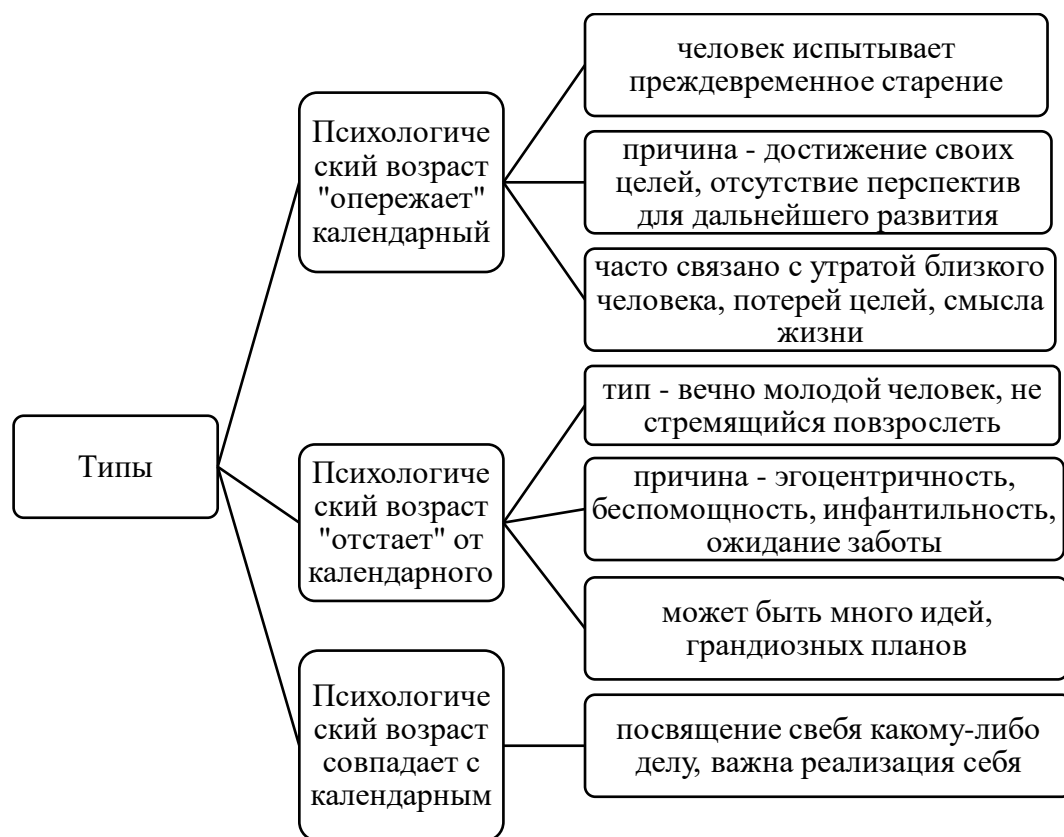 Типы
Психологиче
ский возраст
"опережает"
календарный
человек испытывает
преждевременное старение
причина - достижение своих
целей, отсутствие перспектив
для дальнейшего развития
часто связано с утратой близкого
человека, потерей целей, смысла
жизни
Психологиче
ский возраст
"отстает" от
календарного
тип - вечно молодой человек, не
стремящийся повзрослеть
причина - эгоцентричность,
беспомощность, инфантильность,
ожидание заботы
может быть много идей,
грандиозных планов
Психологиче
ский возраст
совпадает с
календарным
посвящение свебя какому-либо
делу, важна реализация себя